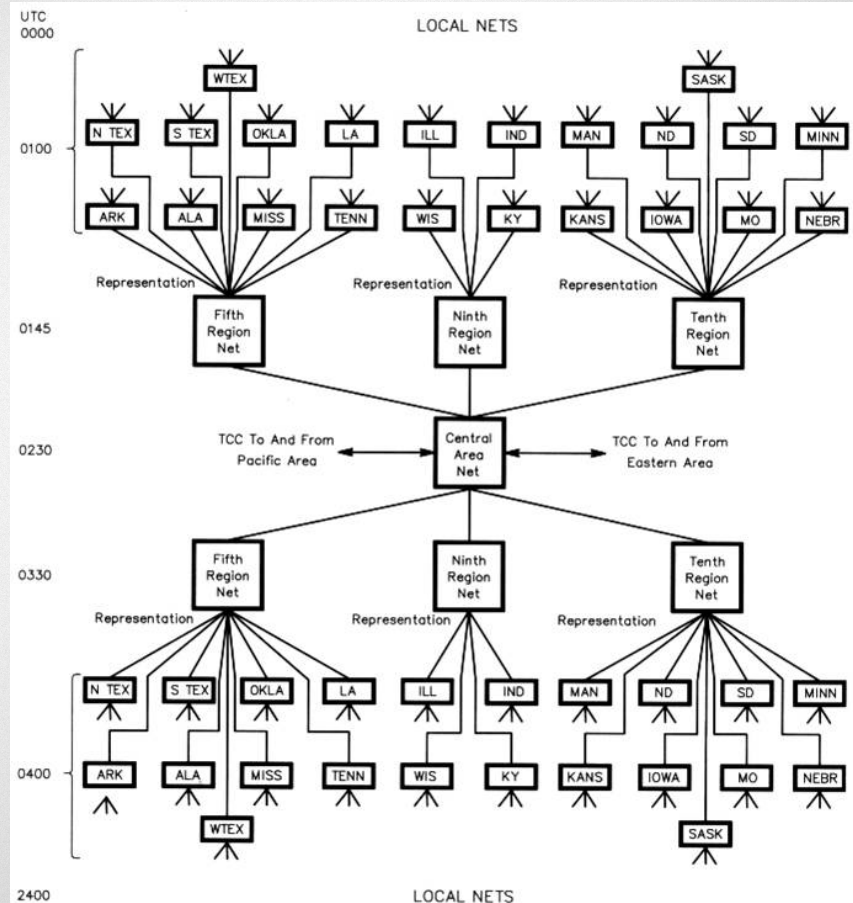 UTC
0000
LOCAL NETS
WTEX
SASK
N TEX
S TEX
OKLA
LA
ILL
IND
MAN
ND
SD
MINN
0100
ARK
ALA
MISS
TENN
WIS
KY
KANS
IOWA
MO
NEBR
Representation
Representation
Representation
0145
Fifth
Region
Net
Ninth
Region
Net
Tenth
Region
Net
0230
TCC To And From
Pacific Area
Central
Area
Net
TCC To And From
Eastern Area
0330
Fifth
Region
Net
Ninth
Region
Net
Tenth
Region
Net
Representation
Representation
Representation
N TEX
S TEX
OKLA
LA
ILL
IND
MAN
ND
SD
MINN
0400
ARK
ALA
MISS
TENN
WIS
KY
KANS
IOWA
MO
NEBR
WTEX
SASK
2400
LOCAL NETS